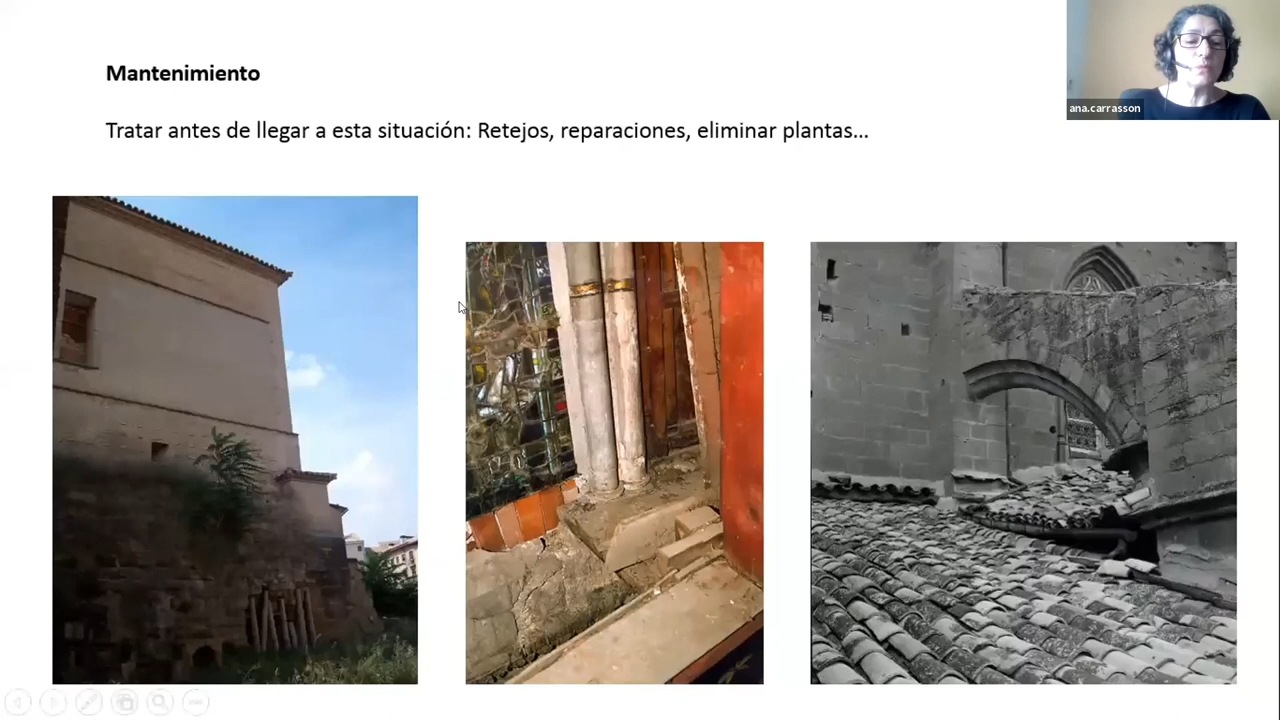 Mantenimiento
Tratar antes de llegar a esta situación: Retejos, reparaciones, eliminar plantas...
ana.carrasson